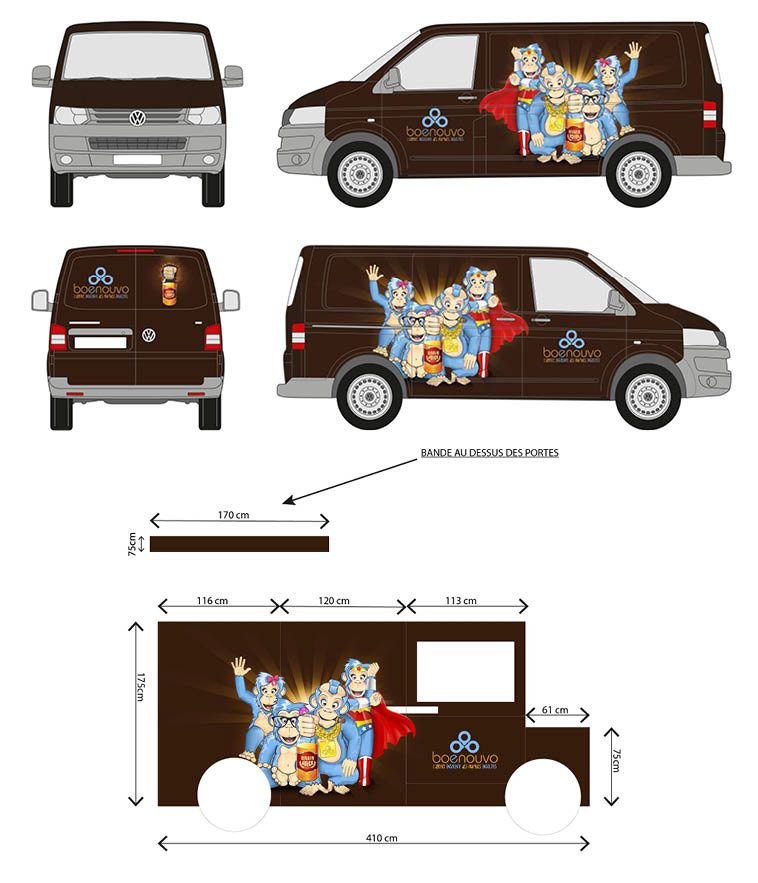 boenouvo
boenouvo
boenouvo
BANDE AU DESSUS DES PORTES
170 cm
75cm
116 cm
120 cm
113 cm
175cm
61 cm
boenouvo
75cm
410 cm